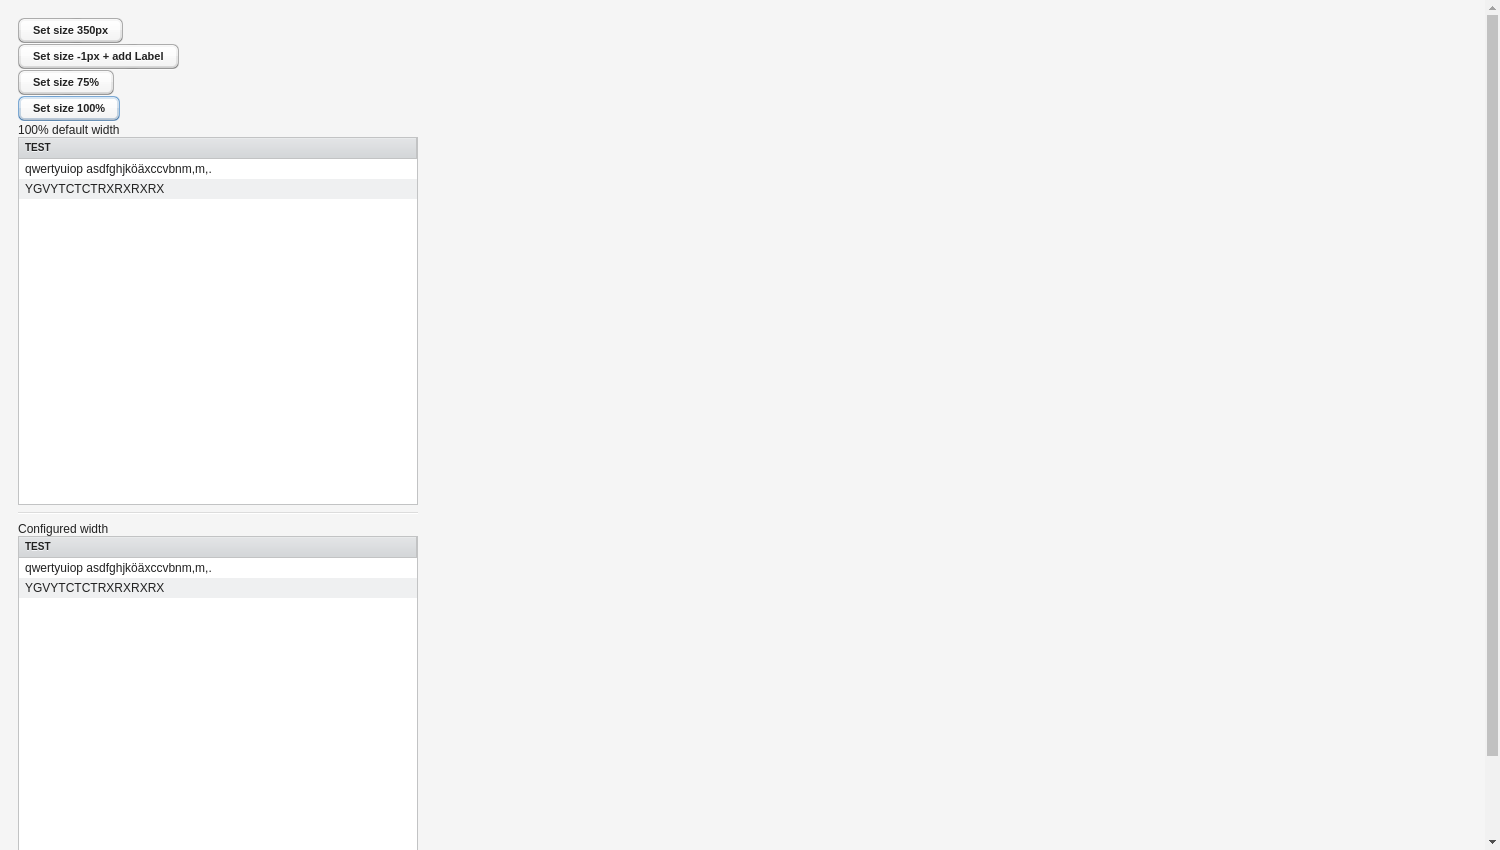 Set size 350px
Set size -1px + add Label
Set size 75%
Set size 100%
100% default width
TEST
qwertyuiop asdfghjköäxccvbnm,m,.
YGVYTCTCTRXRXRXRX
Configured width
TEST
qwertyuiop asdfghjköäxccvbnm,m,.
YGVYTCTCTRXRXRXRX